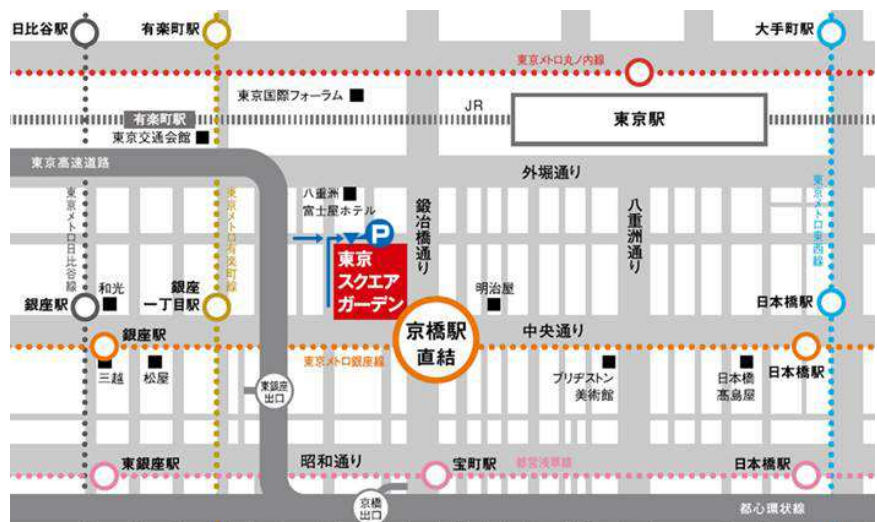 日比谷駅
有楽町駅
大手町駅
東京メトロ丸ノ内線
東京国際フォーラム
JR
東京駅
有楽町駅
東京交通会館
東京高速道路
外堀通り
東京メトロ日比谷線
東京メトロ有楽町線
八重洲
富士屋ホテル
鍛冶橋通り
八重洲通り
東京メトロ東西線
P
東京
スクエア
ガーデン
和光
銀座駅
銀座
一丁目駅
明治屋
日本橋駅
京橋駅
直結
銀座駅
中央通り
東京メトロ銀座線
日本橋駅
三越
松屋
ブリヂストン
美術館
日本橋
髙島屋
東銀座
出口
東銀座駅
昭和通り
宝町駅
都営浅草線
日本橋駅
京橋
出口
都心環状線